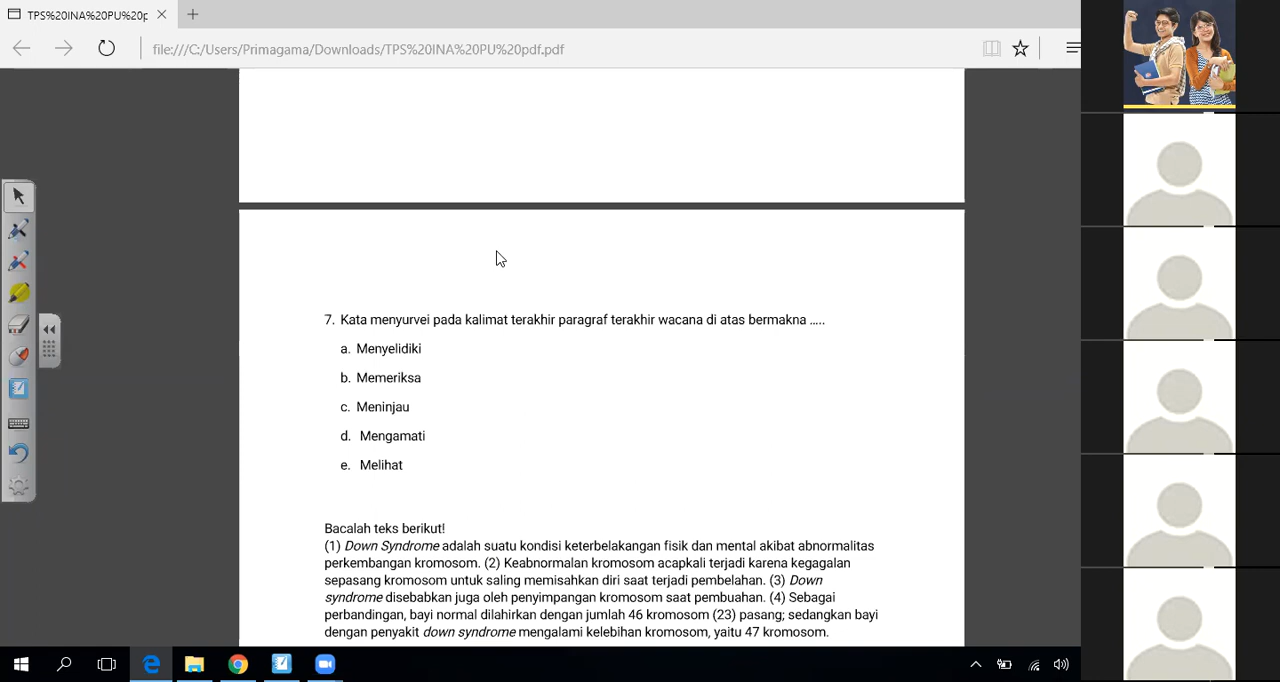 TPS%20INA%20PU%20p
file:///C:/Users/Primagama/Downloads/TPS%20INA%20PU%20pdf.pdf
7. Kata menyurvei pada kalimat terakhir paragraf terakhir wacana di atas bermakna .....
a. Menyelidiki
b. Memeriksa
c. Meninjau
d. Mengamati
e. Melihat
Bacalah teks berikut!
(1) Down Syndrome adalah suatu kondisi keterbelakangan fisik dan mental akibat abnormalitas
perkembangan kromosom. (2) Keabnormalan kromosom acapkali terjadi karena kegagalan
sepasang kromosom untuk saling memisahkan diri saat terjadi pembelahan. (3) Down
syndrome disebabkan juga oleh penyimpangan kromosom saat pembuahan. (4) Sebagai
perbandingan, bayi normal dilahirkan dengan jumlah 46 kromosom (23) pasang; sedangkan bayi
dengan penyakit down syndrome mengalami kelebihan kromosom, yaitu 47 kromosom.